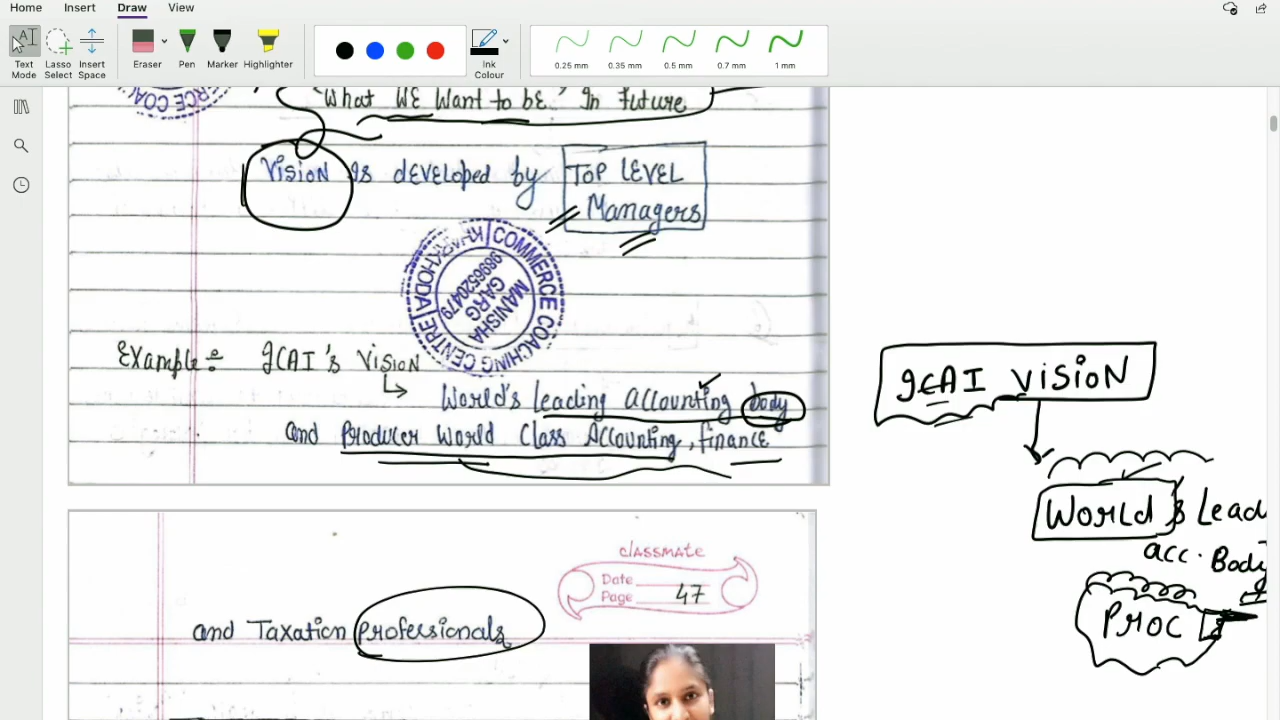 Home Insert Draw View
Text Mode
Lasso Select
Insert Space
Eraser
Pen
Marker
Highlighter
Ink Colour
0.25 mm 0.35 mm 0.5 mm 0.7 mm 1 mm
"What WE Want to bE" In Future
Vision Is dEVEloped by TOP LEVEL
Managers
COMMERCE COACHING CENTRE KHARKHODA
MANISHA GARG
9896520479
Example :- ICAI's Vision
World's leading accounting body
and Producer World Class Accounting, finance
classmate
Date
Page 47
and Taxation Professionals
ICAI VISION
World's Lead
acc. Body
Proc